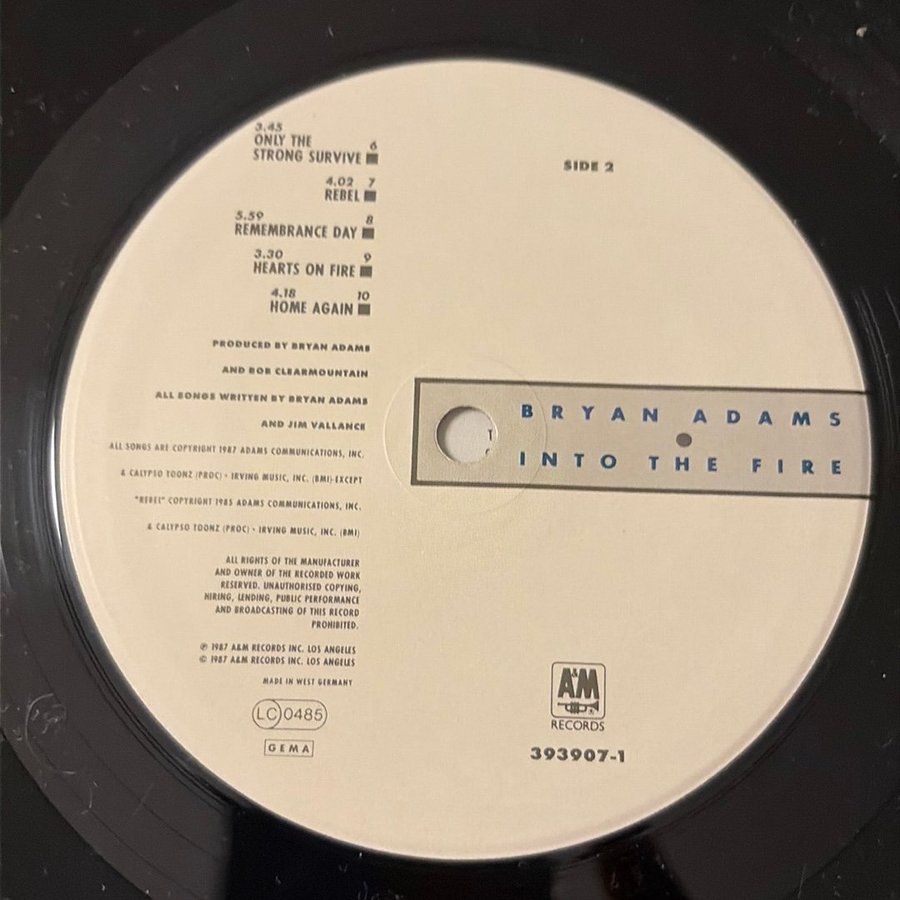 3.45
ONLY THE 6
STRONG SURVIVE
4.02 7
REBEL
5.59 8
REMEMBRANCE DAY
3.30 9
HEARTS ON FIRE
4.18 10
HOME AGAIN
PRODUCED BY BRYAN ADAMS
AND BOB CLEARMOUNTAIN
ALL SONGS WRITTEN BY BRYAN ADAMS
AND JIM VALLANCE
ALL SONGS ARE COPYRIGHT 1987 ADAMS COMMUNICATIONS, INC.
& CALYPSO TOONZ (PROC) • IRVING MUSIC, INC. (BMI)-EXCEPT
"REBEL" COPYRIGHT 1985 ADAMS COMMUNICATIONS, INC.
& CALYPSO TOONZ (PROC) • IRVING MUSIC, INC. (BMI)
ALL RIGHTS OF THE MANUFACTURER
AND OWNER OF THE RECORDED WORK
RESERVED. UNAUTHORISED COPYING,
HIRING, LENDING, PUBLIC PERFORMANCE
AND BROADCASTING OF THIS RECORD
PROHIBITED.
℗ 1987 A&M RECORDS INC. LOS ANGELES
© 1987 A&M RECORDS INC. LOS ANGELES
MADE IN WEST GERMANY
LC 0485
GEMA
SIDE 2
BRYAN ADAMS
INTO THE FIRE
A&M
RECORDS
393907-1